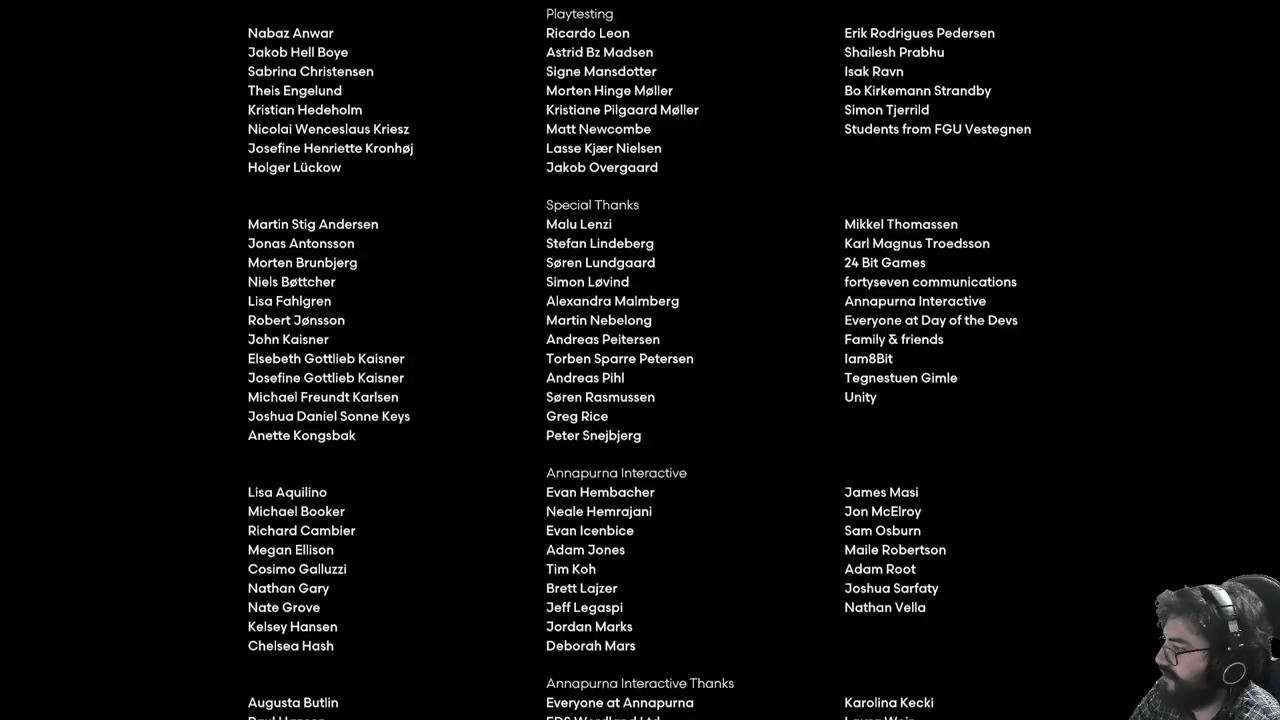 Playtesting
Nabaz Anwar
Jakob Hell Boye
Sabrina Christensen
Theis Engelund
Kristian Hedeholm
Nicolai Wenceslaus Kriesz
Josefine Henriette Kronhøj
Holger Lückow
Ricardo Leon
Astrid Bz Madsen
Signe Mansdotter
Morten Hinge Møller
Kristiane Pilgaard Møller
Matt Newcombe
Lasse Kjær Nielsen
Jakob Overgaard
Erik Rodrigues Pedersen
Shailesh Prabhu
Isak Ravn
Bo Kirkemann Strandby
Simon Tjerrild
Students from FGU Vestegnen
Special Thanks
Martin Stig Andersen
Jonas Antonsson
Morten Brunbjerg
Niels Bøttcher
Lisa Fahlgren
Robert Jønsson
John Kaisner
Elsebeth Gottlieb Kaisner
Josefine Gottlieb Kaisner
Michael Freundt Karlsen
Joshua Daniel Sonne Keys
Anette Kongsbak
Malu Lenzi
Stefan Lindeberg
Søren Lundgaard
Simon Løvind
Alexandra Malmberg
Martin Nebelong
Andreas Peitersen
Torben Sparre Petersen
Andreas Pihl
Søren Rasmussen
Greg Rice
Peter Snejbjerg
Mikkel Thomassen
Karl Magnus Troedsson
24 Bit Games
fortyseven communications
Annapurna Interactive
Everyone at Day of the Devs
Family & friends
Iam8Bit
Tegnestuen Gimle
Unity
Annapurna Interactive
Lisa Aquilino
Michael Booker
Richard Cambier
Megan Ellison
Cosimo Galluzzi
Nathan Gary
Nate Grove
Kelsey Hansen
Chelsea Hash
Evan Hembacher
Neale Hemrajani
Evan Icenbice
Adam Jones
Tim Koh
Brett Lajzer
Jeff Legaspi
Jordan Marks
Deborah Mars
James Masi
Jon McElroy
Sam Osburn
Maile Robertson
Adam Root
Joshua Sarfaty
Nathan Vella
Annapurna Interactive Thanks
Augusta Butlin
Everyone at Annapurna
Karolina Kecki